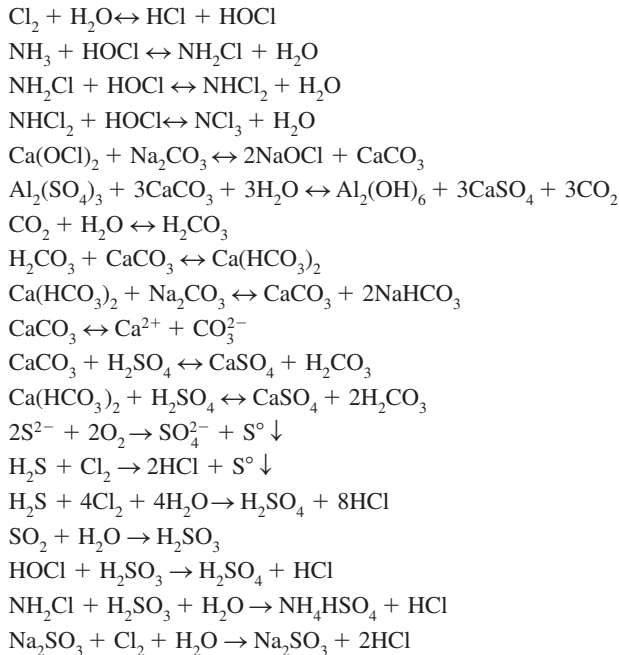 Cl₂ + H₂O↔ HCl + HOCl
NH₃ + HOCl ↔ NH₂Cl + H₂O
NH₂Cl + HOCl ↔ NHCl₂ + H₂O
NHCl₂ + HOCl↔ NCl₃ + H₂O
Ca(OCl)₂ + Na₂CO₃ ↔ 2NaOCl + CaCO₃
Al₂(SO₄)₃ + 3CaCO₃ + 3H₂O ↔ Al₂(OH)₆ + 3CaSO₄ + 3CO₂
CO₂ + H₂O ↔ H₂CO₃
H₂CO₃ + CaCO₃ ↔ Ca(HCO₃)₂
Ca(HCO₃)₂ + Na₂CO₃ ↔ CaCO₃ + 2NaHCO₃
CaCO₃ ↔ Ca²⁺ + CO₃²⁻
CaCO₃ + H₂SO₄ ↔ CaSO₄ + H₂CO₃
Ca(HCO₃)₂ + H₂SO₄ ↔ CaSO₄ + 2H₂CO₃
2S²⁻ + 2O₂ → SO₄²⁻ + S° ↓
H₂S + Cl₂ → 2HCl + S° ↓
H₂S + 4Cl₂ + 4H₂O → H₂SO₄ + 8HCl
SO₂ + H₂O → H₂SO₃
HOCl + H₂SO₃ → H₂SO₄ + HCl
NH₂Cl + H₂SO₃ + H₂O → NH₄HSO₄ + HCl
Na₂SO₃ + Cl₂ + H₂O → Na₂SO₃ + 2HCl